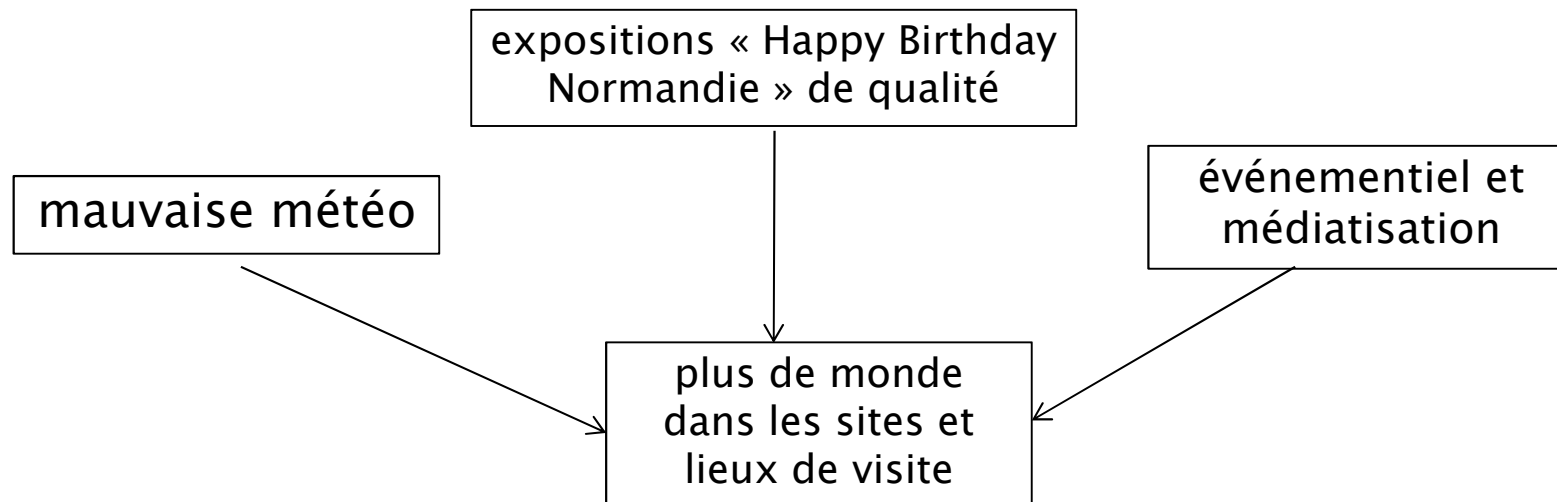 expositions « Happy Birthday
Normandie » de qualité
mauvaise météo
événementiel et
médiatisation
plus de monde
dans les sites et
lieux de visite